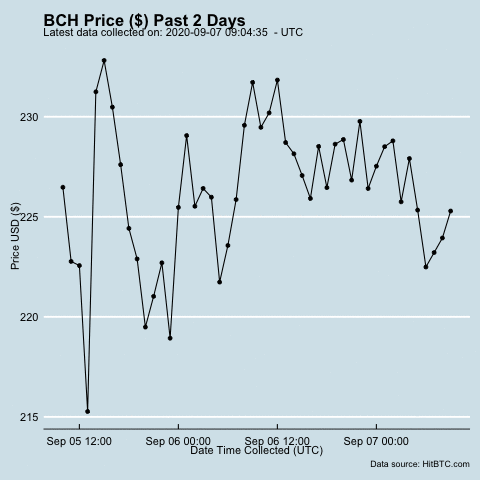 BCH Price ($) Past 2 Days
Latest data collected on: 2020-09-07 09:04:35 - UTC
230
225
220
215
Price USD ($)
Sep 05 12:00 Sep 06 00:00 Sep 06 12:00 Sep 07 00:00
Date Time Collected (UTC)
Data source: HitBTC.com